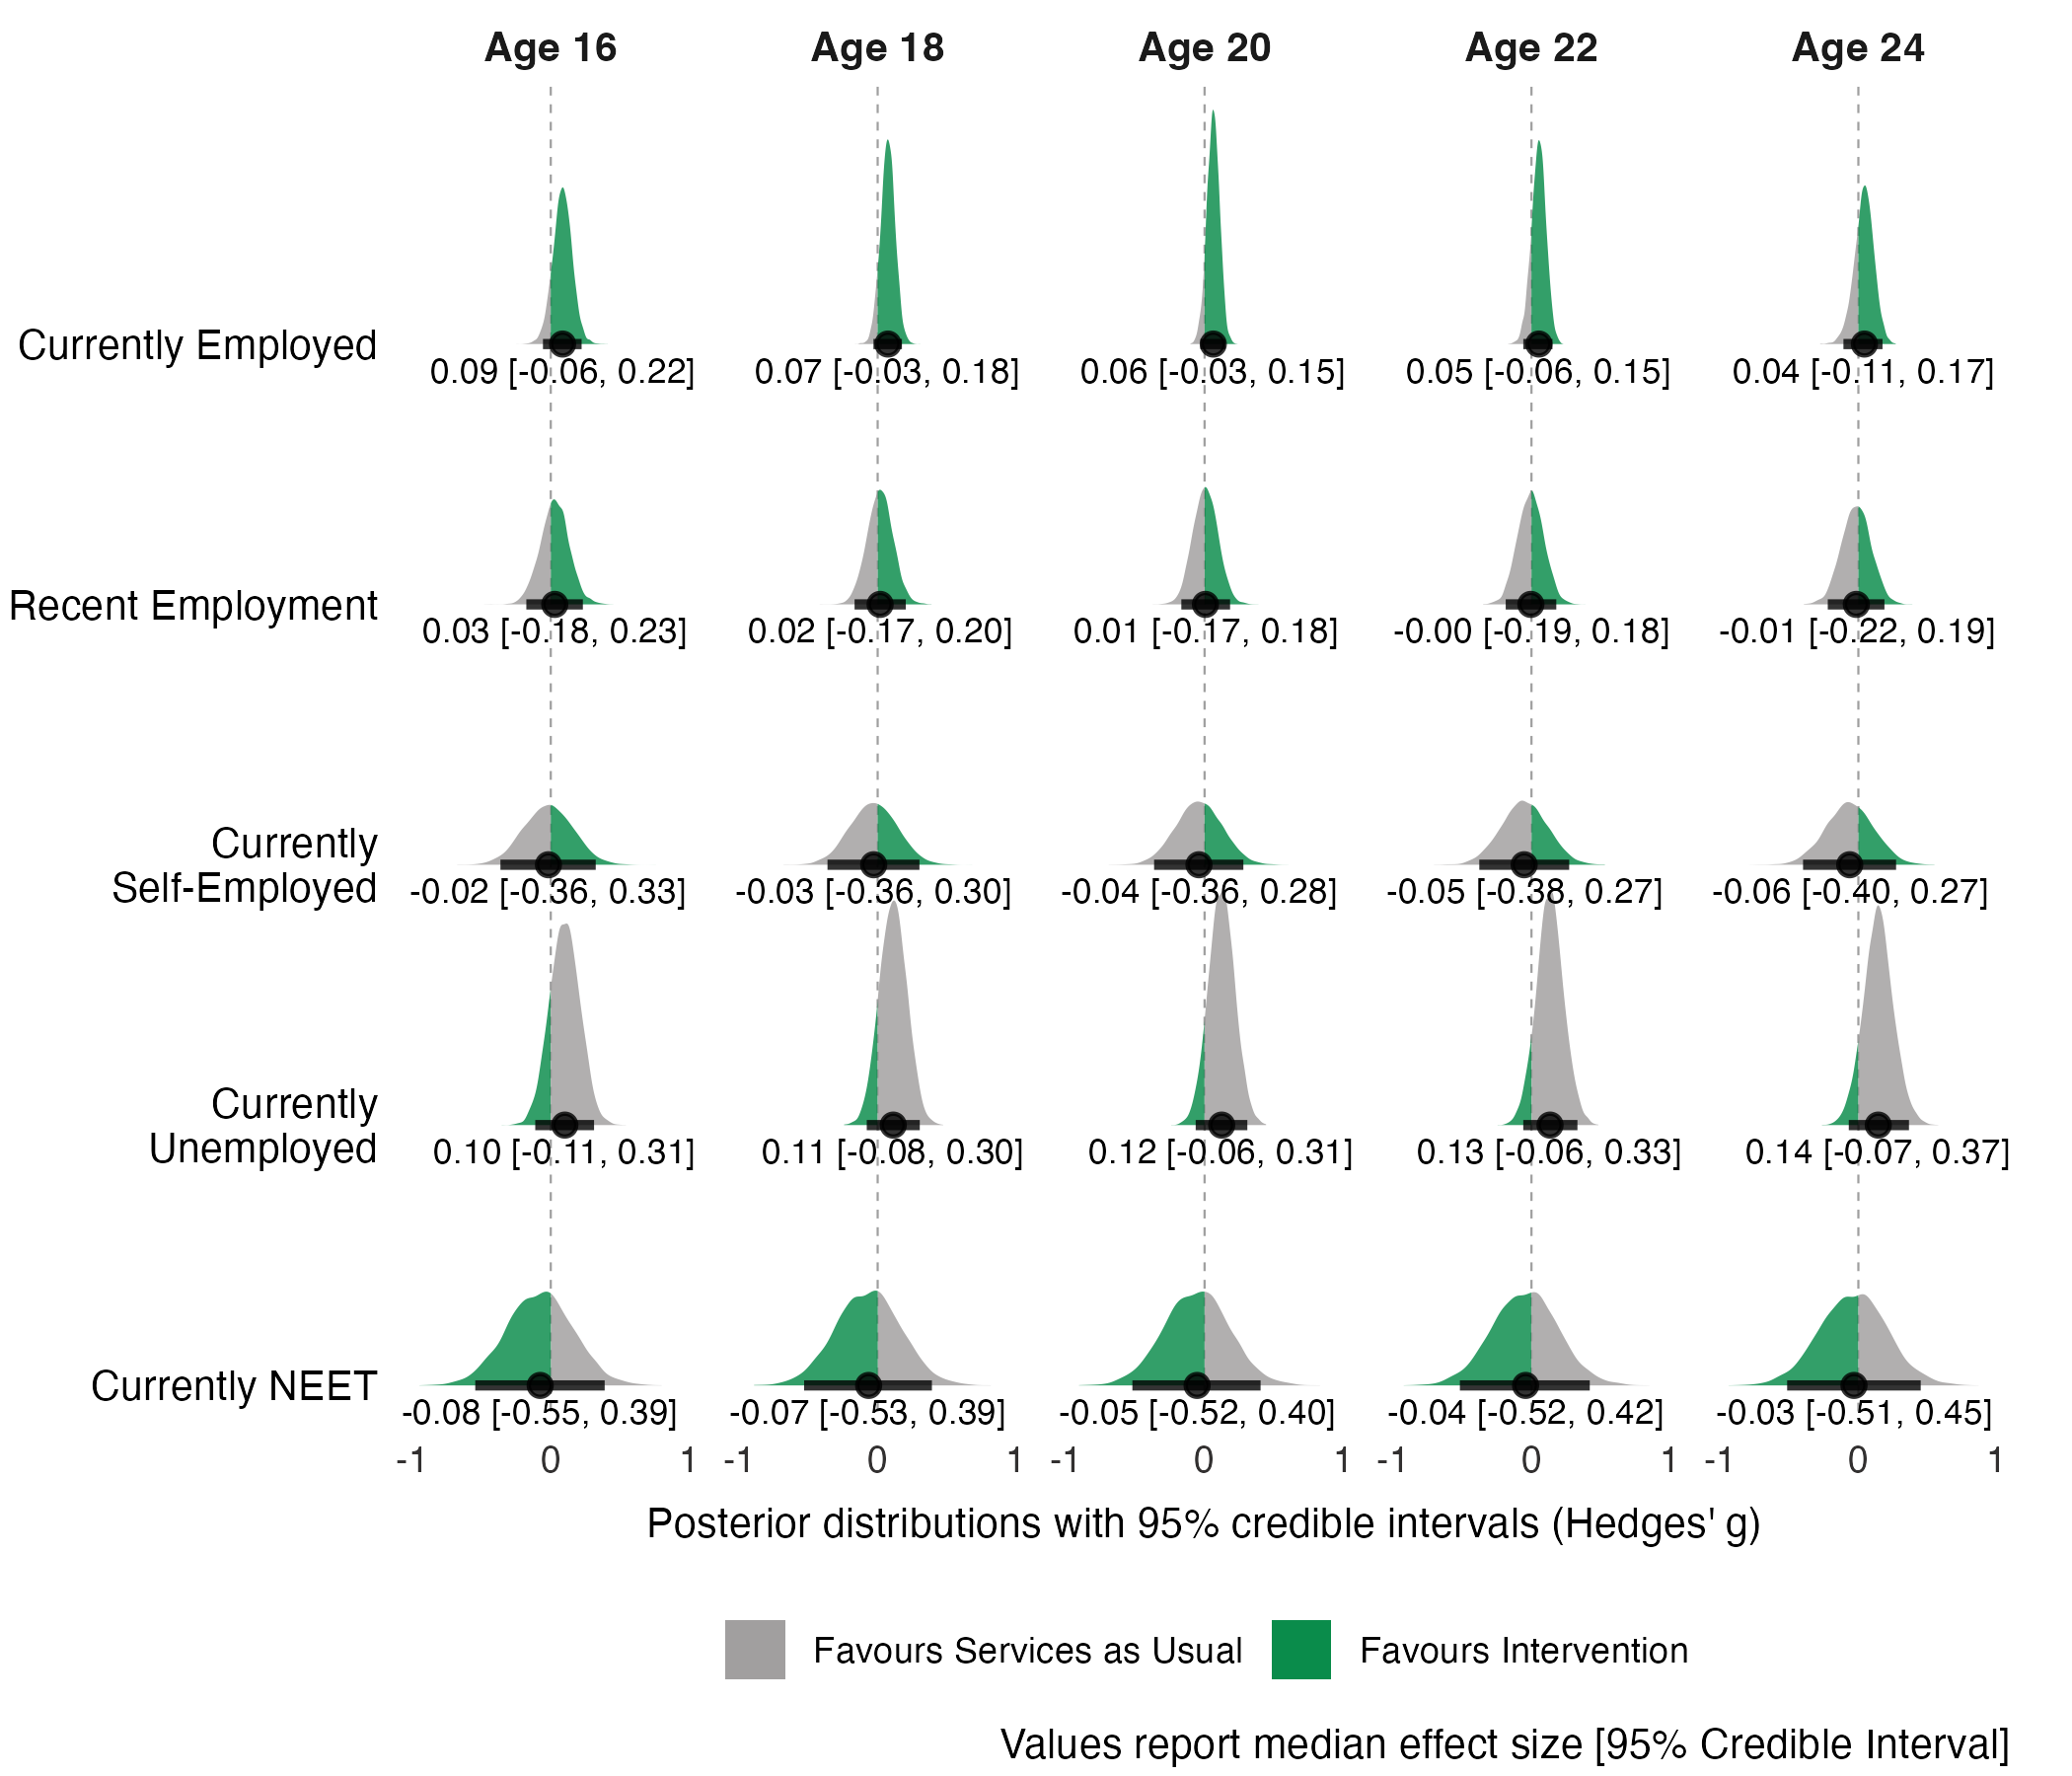 Age 16 Age 18 Age 20 Age 22 Age 24
Currently Employed
0.09 [-0.06, 0.22] 0.07 [-0.03, 0.18] 0.06 [-0.03, 0.15] 0.05 [-0.06, 0.15] 0.04 [-0.11, 0.17]
Recent Employment
0.03 [-0.18, 0.23] 0.02 [-0.17, 0.20] 0.01 [-0.17, 0.18] -0.00 [-0.19, 0.18] -0.01 [-0.22, 0.19]
Currently
Self-Employed
-0.02 [-0.36, 0.33] -0.03 [-0.36, 0.30] -0.04 [-0.36, 0.28] -0.05 [-0.38, 0.27] -0.06 [-0.40, 0.27]
Currently
Unemployed
0.10 [-0.11, 0.31] 0.11 [-0.08, 0.30] 0.12 [-0.06, 0.31] 0.13 [-0.06, 0.33] 0.14 [-0.07, 0.37]
Currently NEET
-0.08 [-0.55, 0.39] -0.07 [-0.53, 0.39] -0.05 [-0.52, 0.40] -0.04 [-0.52, 0.42] -0.03 [-0.51, 0.45]
-1 0 1 -1 0 1 -1 0 1 -1 0 1 -1 0 1
Posterior distributions with 95% credible intervals (Hedges' g)
Favours Services as Usual Favours Intervention
Values report median effect size [95% Credible Interval]